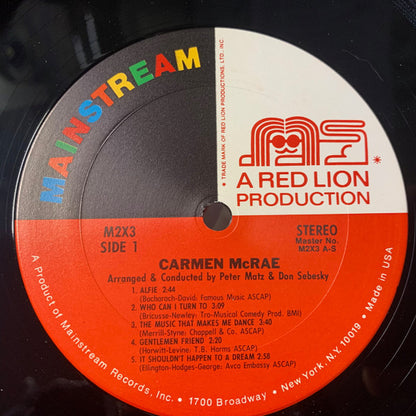 MAINSTREAM
• TRADE MARK OF RED LION PRODUCTIONS, LTD., INC.
A RED LION
PRODUCTION
M2X3
SIDE 1
STEREO
Master No.
M2X3 A-S
CARMEN McRAE
Arranged & Conducted by Peter Matz & Don Sebesky
1. ALFIE 2:44
(Bacharach-David: Famous Music ASCAP)
2. WHO CAN I TURN TO 3.09
(Bricusse-Newley: Tro-Musical Comedy Prod. BMI)
3. THE MUSIC THAT MAKES ME DANCE 3:40
(Merrill-Styne: Chappell & Co. ASCAP)
4. GENTLEMEN FRIEND 2:20
(Horwitt-Levine: T.B. Harms ASCAP)
5. IT SHOULDN'T HAPPEN TO A DREAM 2:58
(Ellington-Hodges-George: Avco Embassy ASCAP)
A Product of Mainstream Records, Inc. • 1700 Broadway • New York, N.Y. 10019 • Made in USA